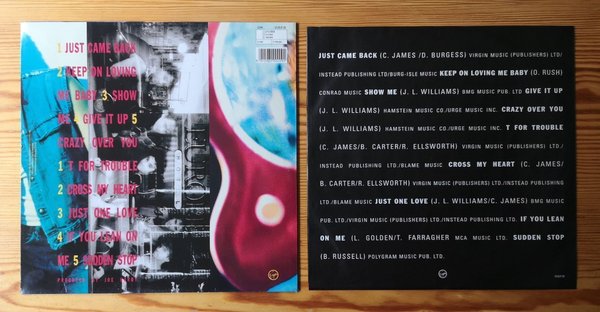 1 JUST CAME BACK
2 KEEP ON LOVING
ME BABY 3 SHOW
ME 4 GIVE IT UP 5
CRAZY OVER YOU
1 T FOR TROUBLE
2 CROSS MY HEART
3 JUST ONE LOVE
4 IF YOU LEAN ON
ME 5 SUDDEN STOP
PRODUCED BY JOE HARDY
JUST CAME BACK (C. JAMES /D. BURGESS) VIRGIN MUSIC (PUBLISHERS) LTD/
INSTEAD PUBLISHING LTD/BURG-ISLE MUSIC KEEP ON LOVING ME BABY (O. RUSH)
CONRAD MUSIC SHOW ME (J. L. WILLIAMS) BMG MUSIC PUB. LTD GIVE IT UP
(J. L. WILLIAMS) HAMSTEIN MUSIC CO./URGE MUSIC INC. CRAZY OVER YOU
(J. L. WILLIAMS) HAMSTEIN MUSIC CO./URGE MUSIC INC. T FOR TROUBLE
(C. JAMES/B. CARTER/R. ELLSWORTH) VIRGIN MUSIC (PUBLISHERS) LTD./
INSTEAD PUBLISHING LTD./BLAME MUSIC CROSS MY HEART (C. JAMES/
B. CARTER/R. ELLSWORTH) VIRGIN MUSIC (PUBLISHERS) LTD./INSTEAD PUBLISHING
LTD./BLAME MUSIC JUST ONE LOVE (J. L. WILLIAMS/C. JAMES) BMG MUSIC
PUB. LTD./VIRGIN MUSIC (PUBLISHERS) LTD./INSTEAD PUBLISHING LTD. IF YOU LEAN
ON ME (L. GOLDEN/T. FARRAGHER MCA MUSIC LTD. SUDDEN STOP
(B. RUSSELL) POLYGRAM MUSIC PUB. LTD.